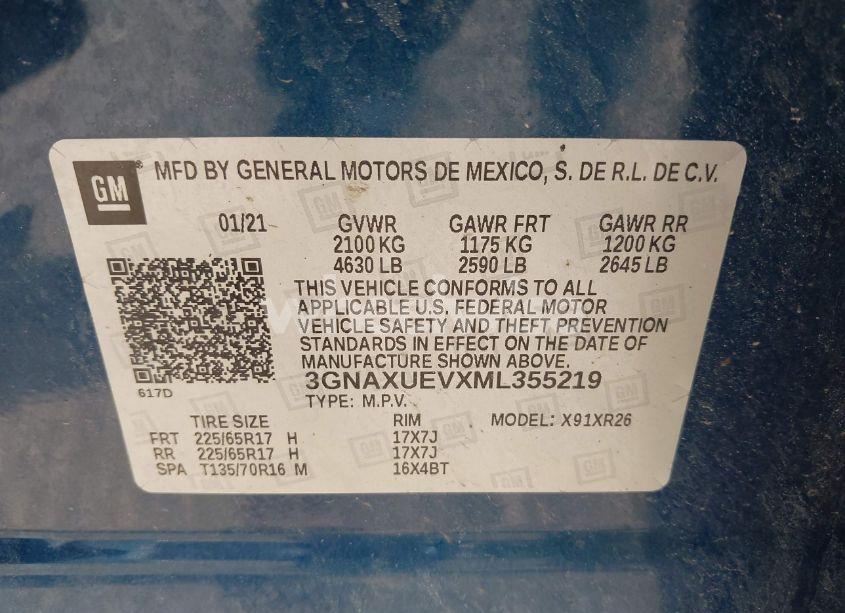 GM ® MFD BY GENERAL MOTORS DE MEXICO, S. DE R.L. DE C.V.
01/21 GVWR GAWR FRT GAWR RR
2100 KG 1175 KG 1200 KG
4630 LB 2590 LB 2645 LB
THIS VEHICLE CONFORMS TO ALL
APPLICABLE U.S. FEDERAL MOTOR
VEHICLE SAFETY AND THEFT PREVENTION
STANDARDS IN EFFECT ON THE DATE OF
MANUFACTURE SHOWN ABOVE.
3GNAXUEVXML355219
617D
TYPE: M.P.V.
TIRE SIZE RIM MODEL: X91XR26
FRT 225/65R17 H 17X7J
RR 225/65R17 H 17X7J
SPA T135/70R16 M 16X4BT